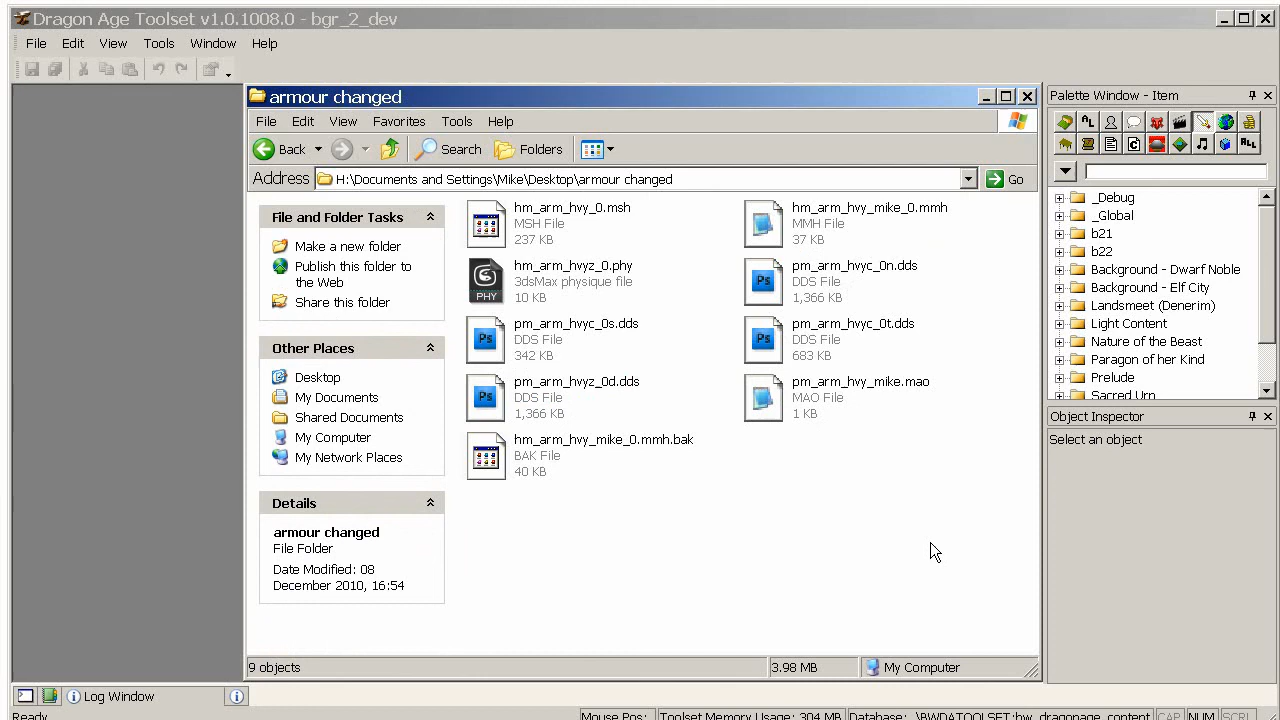 Dragon Age Toolset v1.0.1008.0 - bgr_2_dev
File Edit View Tools Window Help
armour changed
File Edit View Favorites Tools Help
Back Search Folders
Address H:\Documents and Settings\Mike\Desktop\armour changed Go
File and Folder Tasks
Make a new folder
Publish this folder to
the Web
Share this folder
Other Places
Desktop
My Documents
Shared Documents
My Computer
My Network Places
Details
armour changed
File Folder
Date Modified: 08
December 2010, 16:54
hm_arm_hvy_0.msh
MSH File
237 KB
hm_arm_hvy_mike_0.mmh
MMH File
37 KB
PHY
hm_arm_hvyz_0.phy
3dsMax physique file
10 KB
Ps
pm_arm_hvyc_0n.dds
DDS File
1,366 KB
Ps
pm_arm_hvyc_0s.dds
DDS File
342 KB
Ps
pm_arm_hvyc_0t.dds
DDS File
683 KB
Ps
pm_arm_hvyz_0d.dds
DDS File
1,366 KB
pm_arm_hvy_mike.mao
MAO File
1 KB
hm_arm_hvy_mike_0.mmh.bak
BAK File
40 KB
9 objects 3.98 MB My Computer
Palette Window - Item
ALL
_Debug
_Global
b21
b22
Background - Dwarf Noble
Background - Elf City
Landsmeet (Denerim)
Light Content
Nature of the Beast
Paragon of her Kind
Prelude
Sacred Urn
Object Inspector
Select an object
Log Window
Ready Mouse Pos: Toolset Memory Usage: 304 MB Database: .\BWDATOOLSET:bw_dragonage_content CAP NUM SCRL